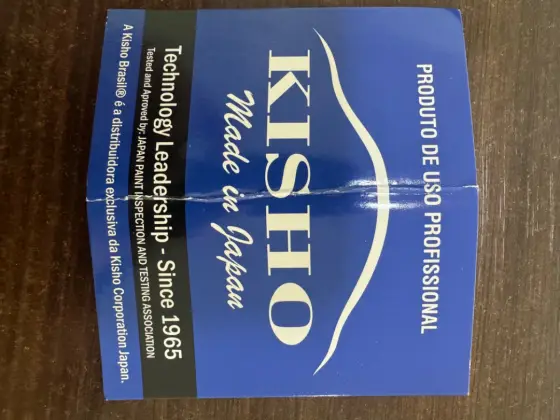 PRODUTO DE USO PROFISSIONAL
KISHO
Made in Japan
Technology Leadership - Since 1965
Tested and Aproved by: JAPAN PAINT INSPECTION AND TESTING ASSOCIATION
A Kisho Brasil® é a distribuidora exclusiva da Kisho Corporation Japan.